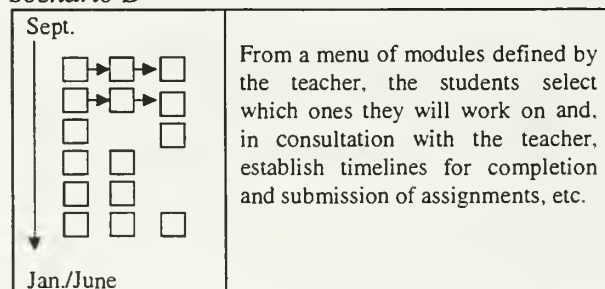 Sept.
From a menu of modules defined by
the teacher, the students select
which ones they will work on and,
in consultation with the teacher,
establish timelines for completion
and submission of assignments, etc.
Jan./June